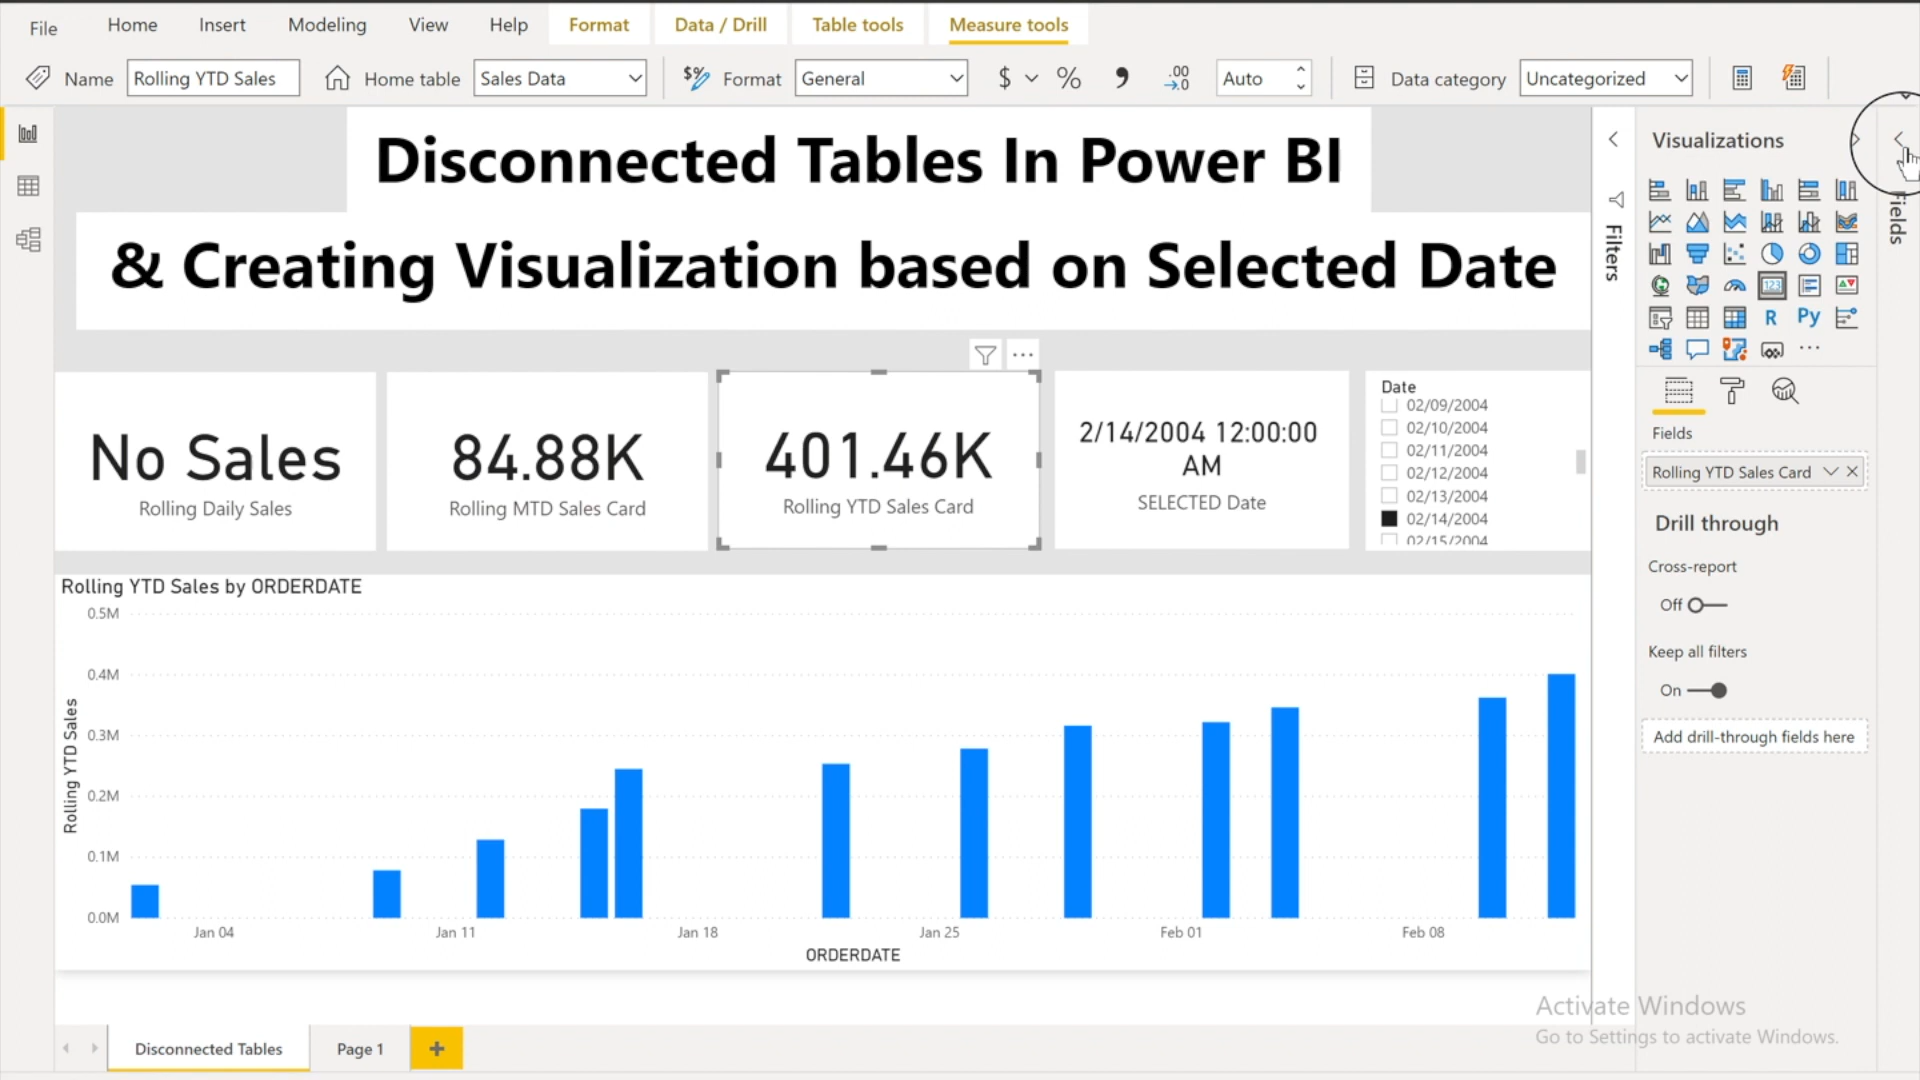 File Home Insert Modeling View Help Format Data / Drill Table tools Measure tools
Name Rolling YTD Sales Home table Sales Data Format General $ % 9 .00 →.0 Auto Data category Uncategorized
Disconnected Tables In Power BI
& Creating Visualization based on Selected Date
No Sales
Rolling Daily Sales
84.88K
Rolling MTD Sales Card
401.46K
Rolling YTD Sales Card
2/14/2004 12:00:00
AM
SELECTED Date
Date
02/09/2004
02/10/2004
02/11/2004
02/12/2004
02/13/2004
02/14/2004
02/15/2004
Rolling YTD Sales by ORDERDATE
0.5M
0.4M
0.3M
0.2M
0.1M
0.0M
Rolling YTD Sales
Jan 04 Jan 11 Jan 18 Jan 25 Feb 01 Feb 08
ORDERDATE
Filters
Visualizations
123
R Py
Fields
Rolling YTD Sales Card
Drill through
Cross-report
Off
Keep all filters
On
Add drill-through fields here
Fields
Activate Windows
Go to Settings to activate Windows.
Disconnected Tables Page 1 +